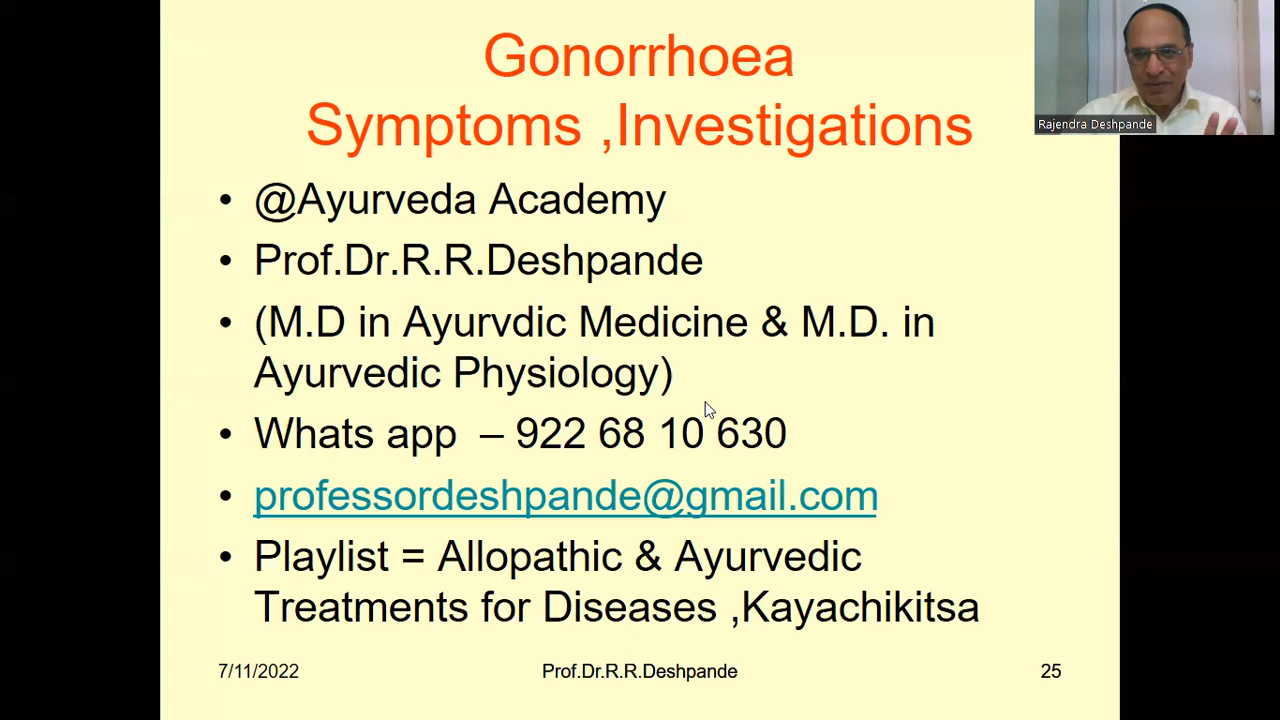 Gonorrhoea
Symptoms ,Investigations
Rajendra Deshpande
• @Ayurveda Academy
• Prof.Dr.R.R.Deshpande
• (M.D in Ayurvdic Medicine & M.D. in
Ayurvedic Physiology)
• Whats app – 922 68 10 630
• professordeshpande@gmail.com
• Playlist = Allopathic & Ayurvedic
Treatments for Diseases ,Kayachikitsa
7/11/2022 Prof.Dr.R.R.Deshpande 25